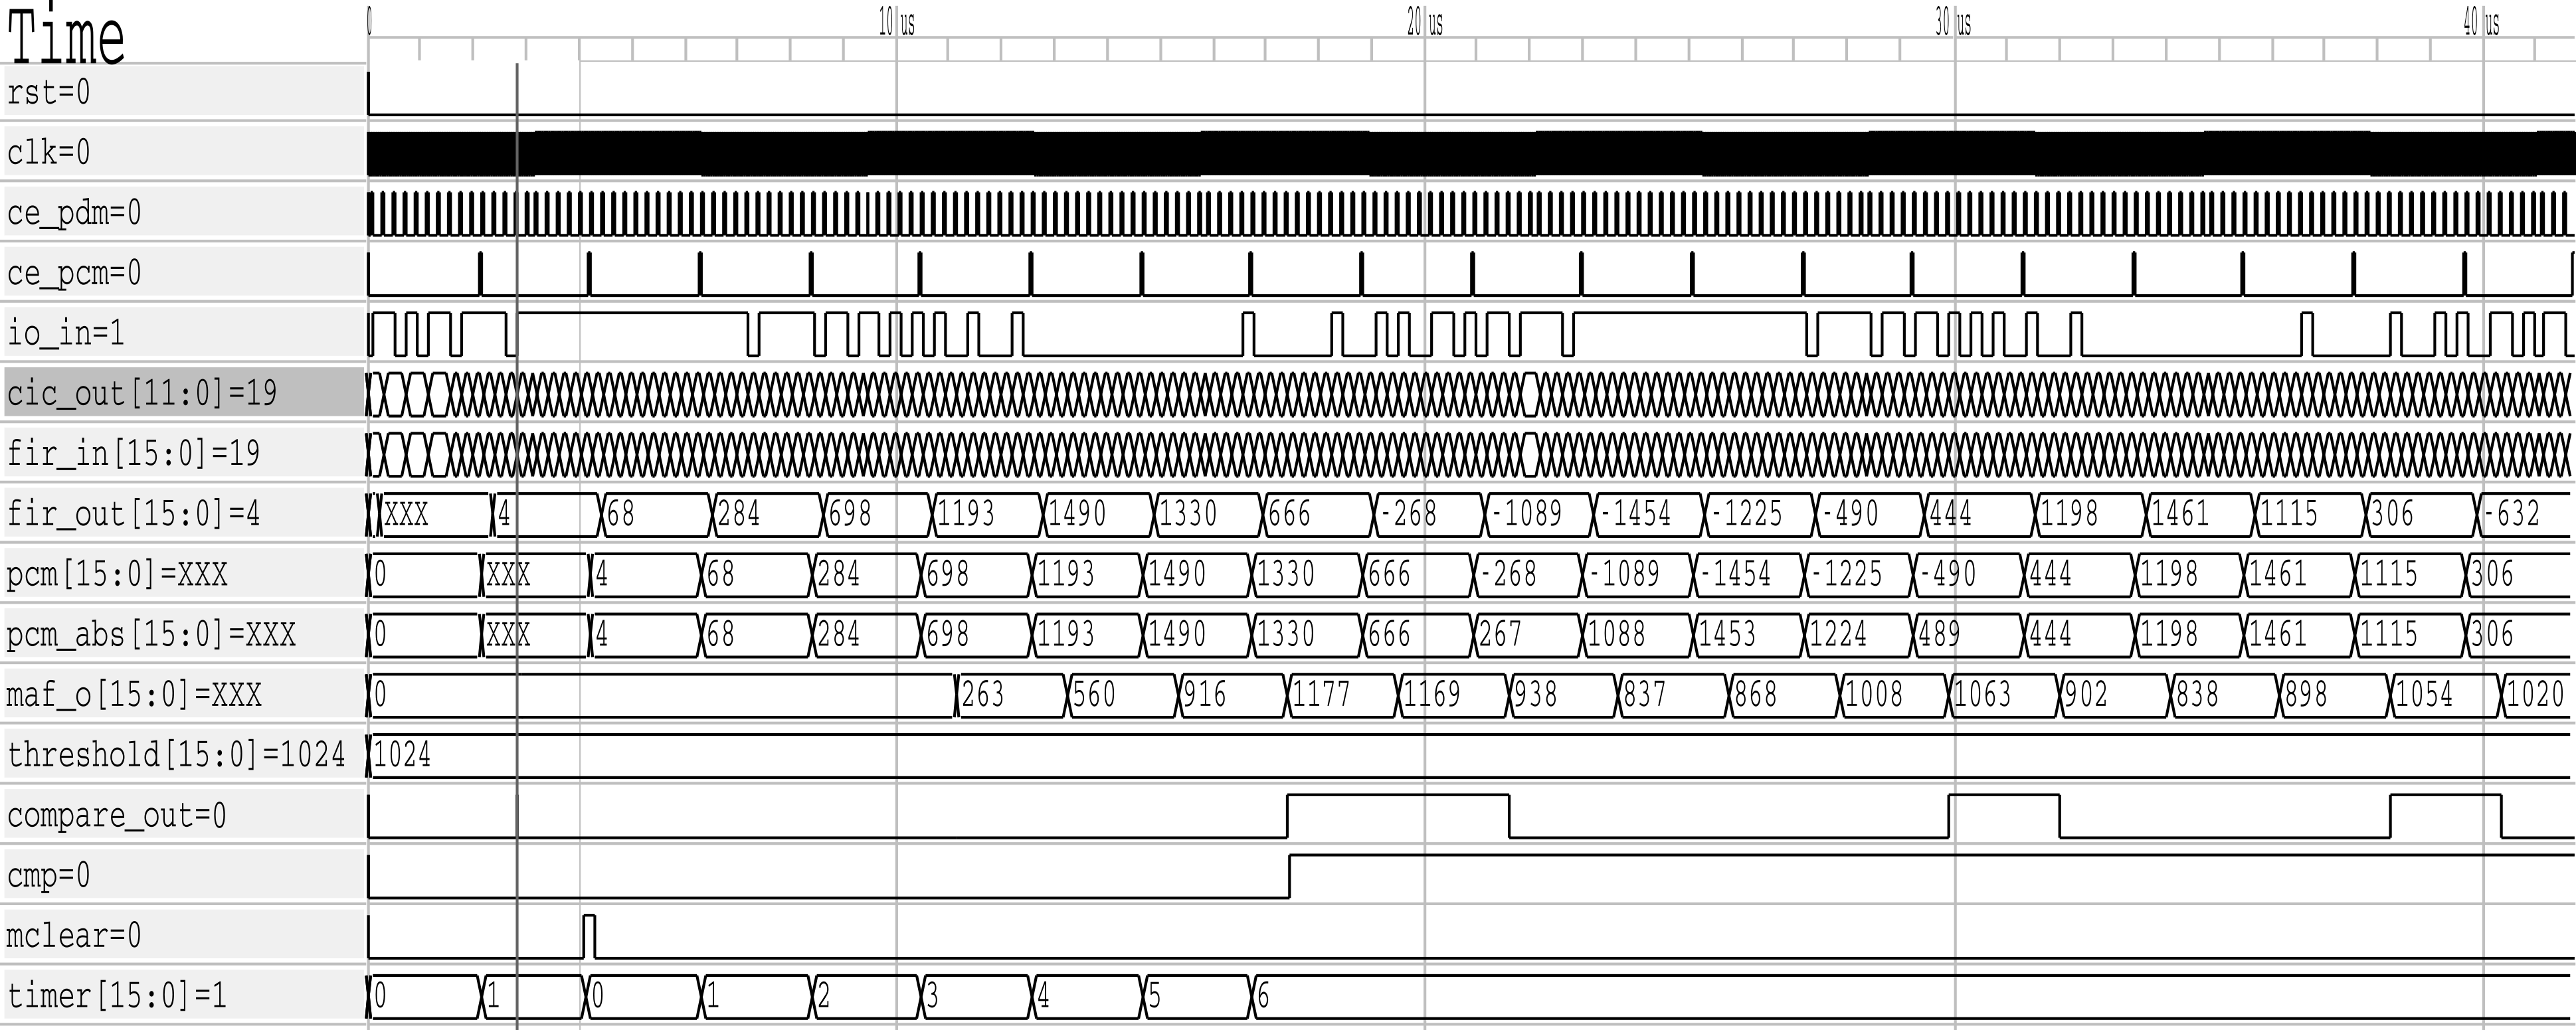 Time
0 10 us 20 us 30 us 40 us
rst=0
clk=0
ce_pdm=0
ce_pcm=0
io_in=1
cic_out[11:0]=19
fir_in[15:0]=19
fir_out[15:0]=4 XXX 4 68 284 698 1193 1490 1330 666 -268 -1089 -1454 -1225 -490 444 1198 1461 1115 306 -632
pcm[15:0]=XXX 0 XXX 4 68 284 698 1193 1490 1330 666 -268 -1089 -1454 -1225 -490 444 1198 1461 1115 306
pcm_abs[15:0]=XXX 0 XXX 4 68 284 698 1193 1490 1330 666 267 1088 1453 1224 489 444 1198 1461 1115 306
maf_o[15:0]=XXX 0 263 560 916 1177 1169 938 837 868 1008 1063 902 838 898 1054 1020
threshold[15:0]=1024 1024
compare_out=0
cmp=0
mclear=0
timer[15:0]=1 0 1 0 1 2 3 4 5 6